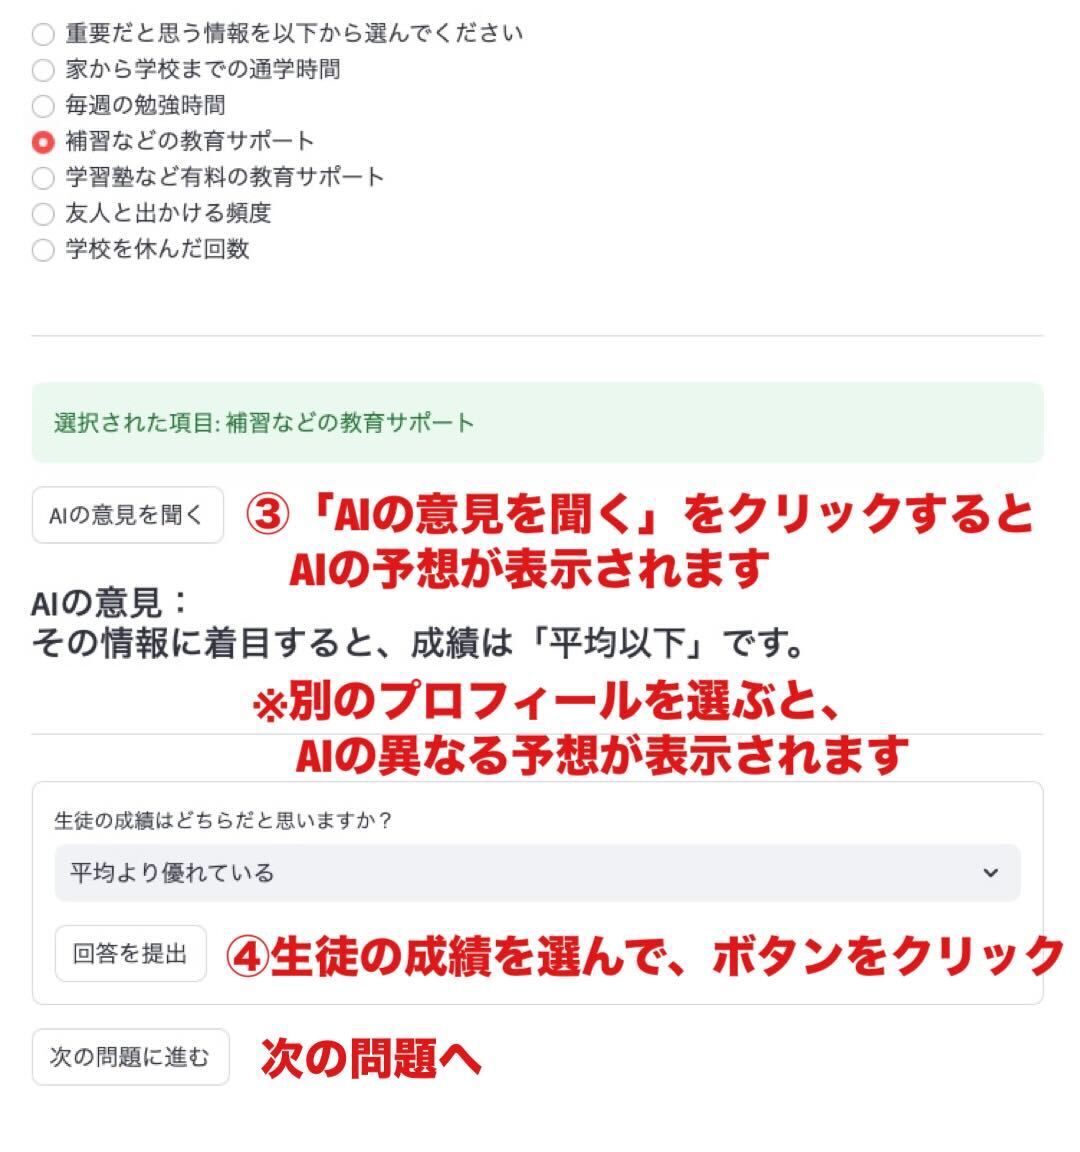 重要だと思う情報を以下から選んでください
家から学校までの通学時間
毎週の勉強時間
補習などの教育サポート
学習塾など有料の教育サポート
友人と出かける頻度
学校を休んだ回数
選択された項目: 補習などの教育サポート
AIの意見を聞く
③「AIの意見を聞く」をクリックすると
AIの予想が表示されます
AIの意見：
その情報に着目すると、成績は「平均以下」です。
※別のプロフィールを選ぶと、
AIの異なる予想が表示されます
生徒の成績はどちらだと思いますか？
平均より優れている
回答を提出
④生徒の成績を選んで、ボタンをクリック
次の問題に進む
次の問題へ